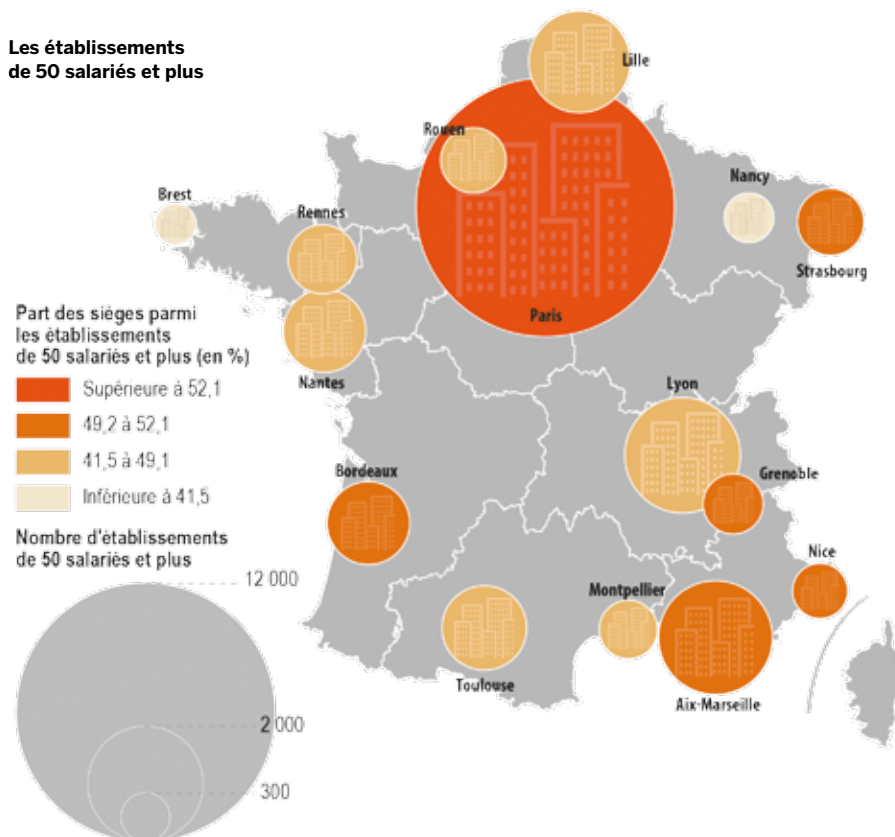 Les établissements
de 50 salariés et plus
Lille
Rouen
Nancy
Brest
Rennes
Strasbourg
Paris
Part des sièges parmi
les établissements
de 50 salariés et plus (en %)
Nantes
Lyon
Supérieure à 52,1
49,2 à 52,1
41,5 à 49,1
Bordeaux
Grenoble
Inférieure à 41,5
Nombre d'établissements
de 50 salariés et plus
Nice
12 000
Montpellier
Toulouse
Aix-Marseille
2 000
300